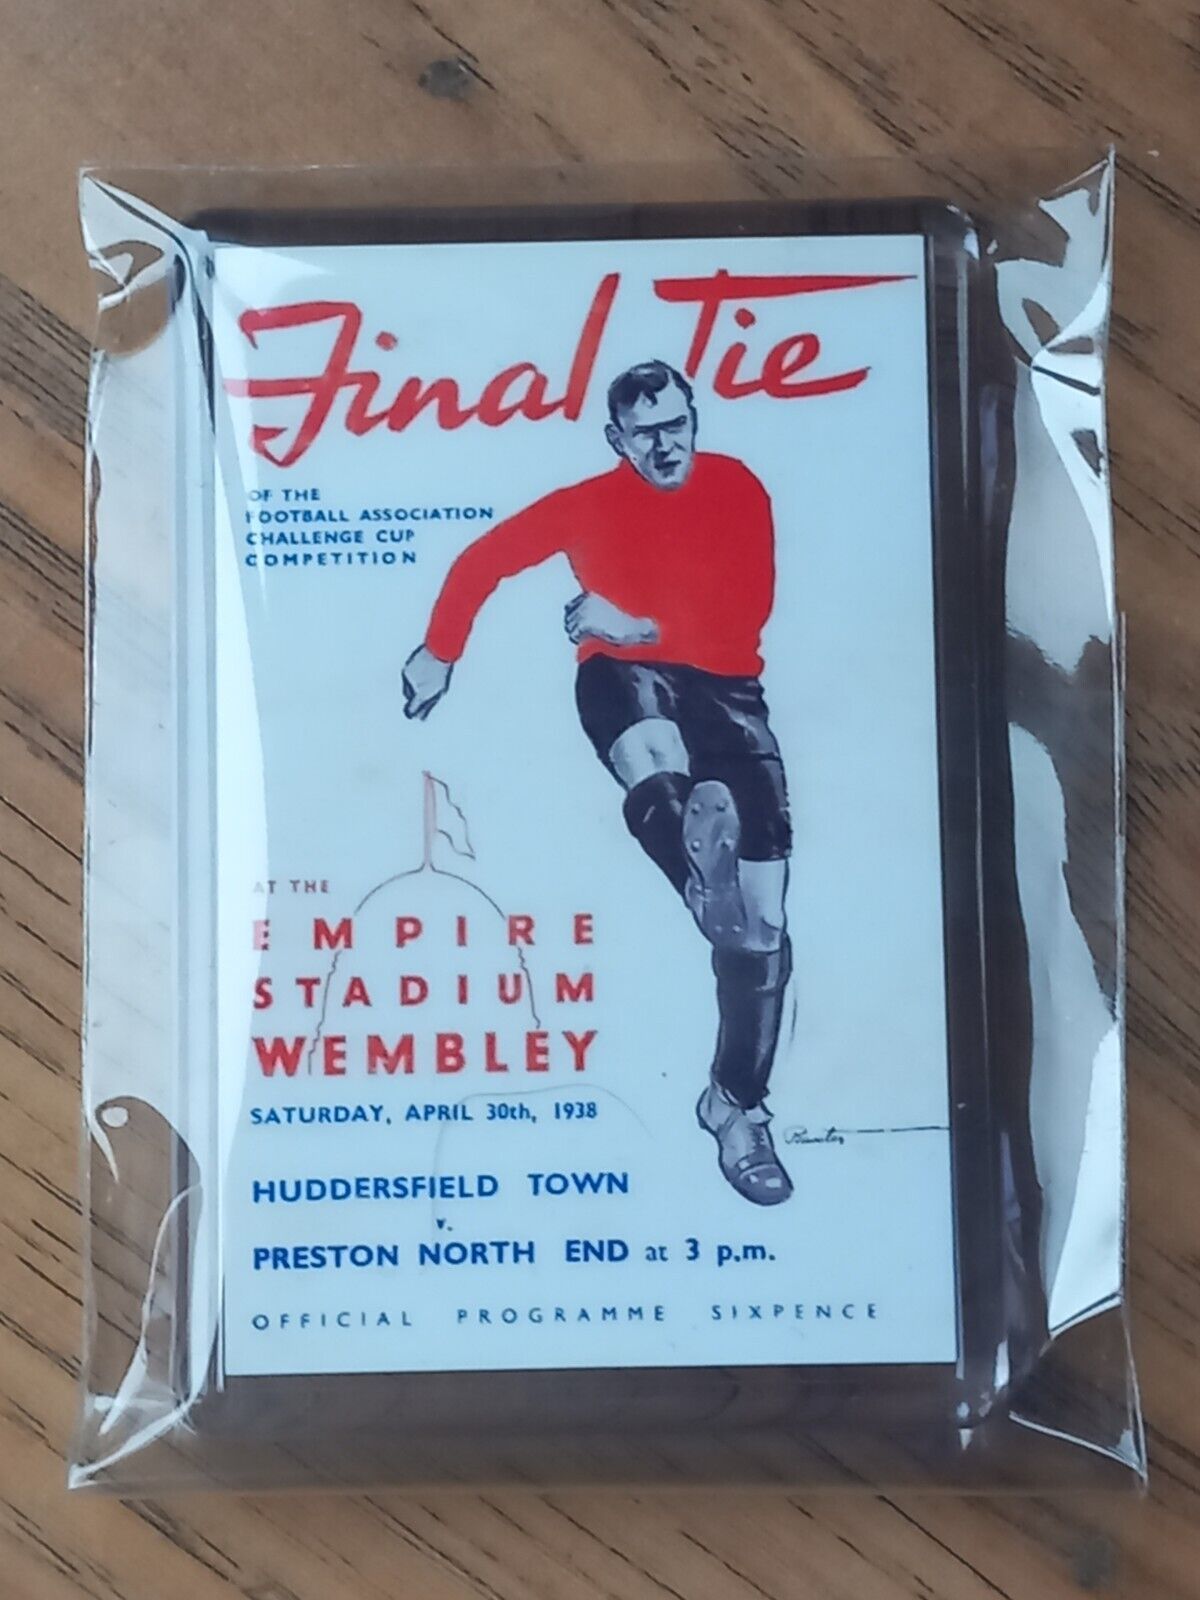 Final Tie
OF THE
FOOTBALL ASSOCIATION
CHALLENGE CUP
COMPETITION
AT THE
EMPIRE
STADIUM
WEMBLEY
SATURDAY, APRIL 30th, 1938
HUDDERSFIELD TOWN
v.
PRESTON NORTH END at 3 p.m.
OFFICIAL PROGRAMME SIXPENCE